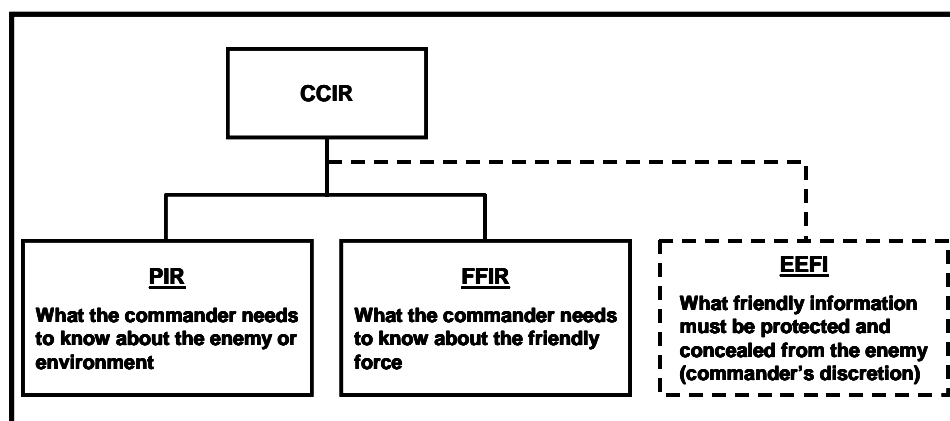 CCIR
PIR
What the commander needs
to know about the enemy or
environment
FFIR
What the commander needs
to know about the friendly
force
EEFI
What friendly information
must be protected and
concealed from the enemy
(commander's discretion)